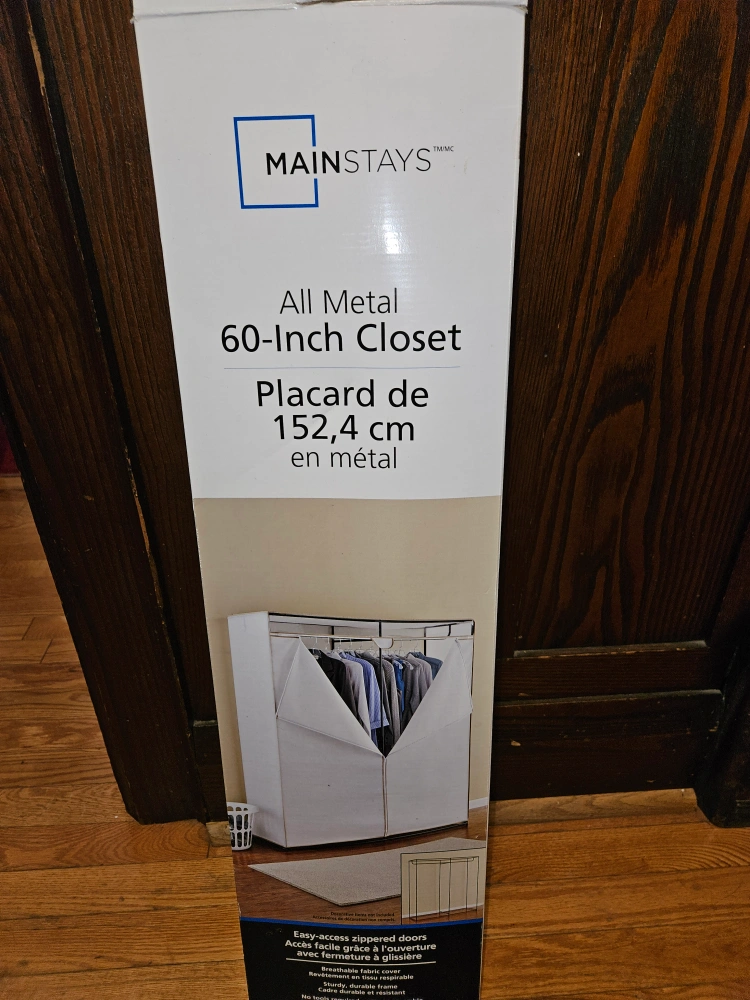 MAINSTAYS™/MC
All Metal
60-Inch Closet
Placard de
152,4 cm
en métal
Easy-access zippered doors
Accès facile grâce à l'ouverture
avec fermeture à glissière
Breathable fabric cover
Revêtement en tissu respirable
Sturdy, durable frame
Cadre durable et résistant
No tools